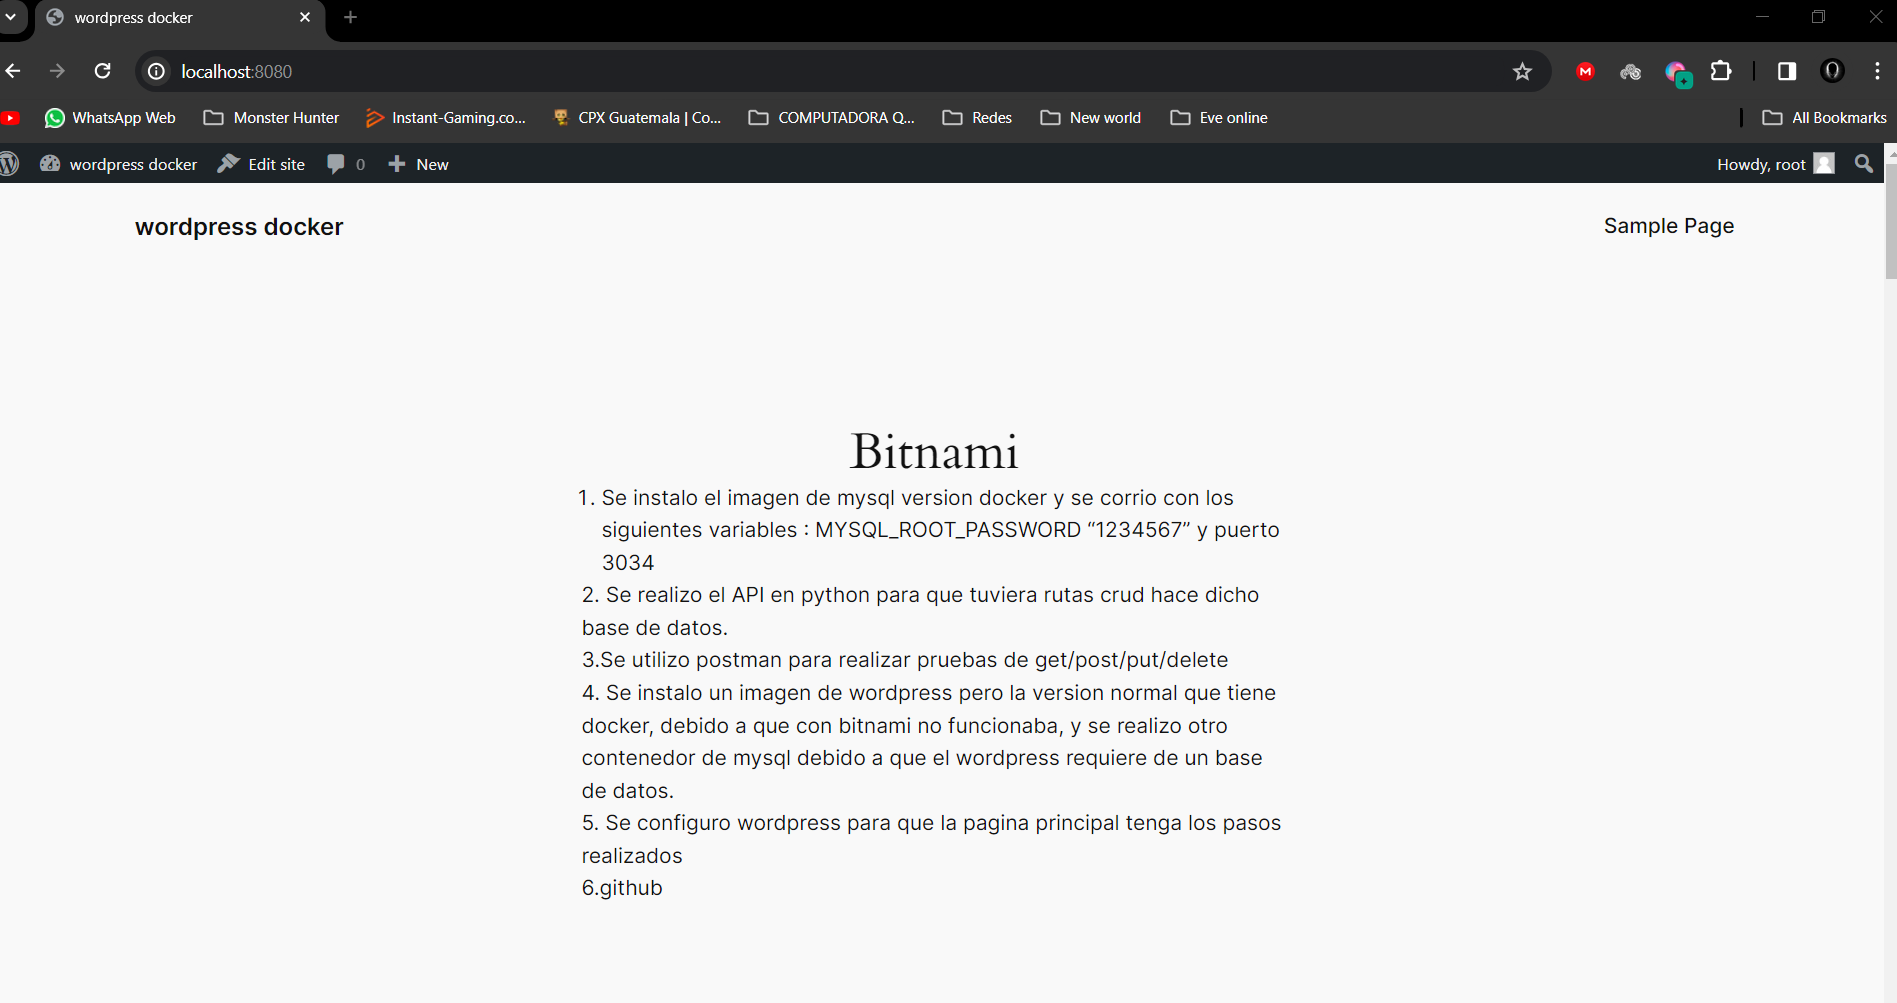 wordpress docker
localhost:8080
WhatsApp Web Monster Hunter Instant-Gaming.co... CPX Guatemala | Co... COMPUTADORA Q... Redes New world Eve online All Bookmarks
wordpress docker Edit site 0 New Howdy, root
wordpress docker Sample Page
Bitnami
1. Se instalo el imagen de mysql version docker y se corrio con los
siguientes variables : MYSQL_ROOT_PASSWORD “1234567” y puerto
3034
2. Se realizo el API en python para que tuviera rutas crud hace dicho
base de datos.
3.Se utilizo postman para realizar pruebas de get/post/put/delete
4. Se instalo un imagen de wordpress pero la version normal que tiene
docker, debido a que con bitnami no funcionaba, y se realizo otro
contenedor de mysql debido a que el wordpress requiere de un base
de datos.
5. Se configuro wordpress para que la pagina principal tenga los pasos
realizados
6.github